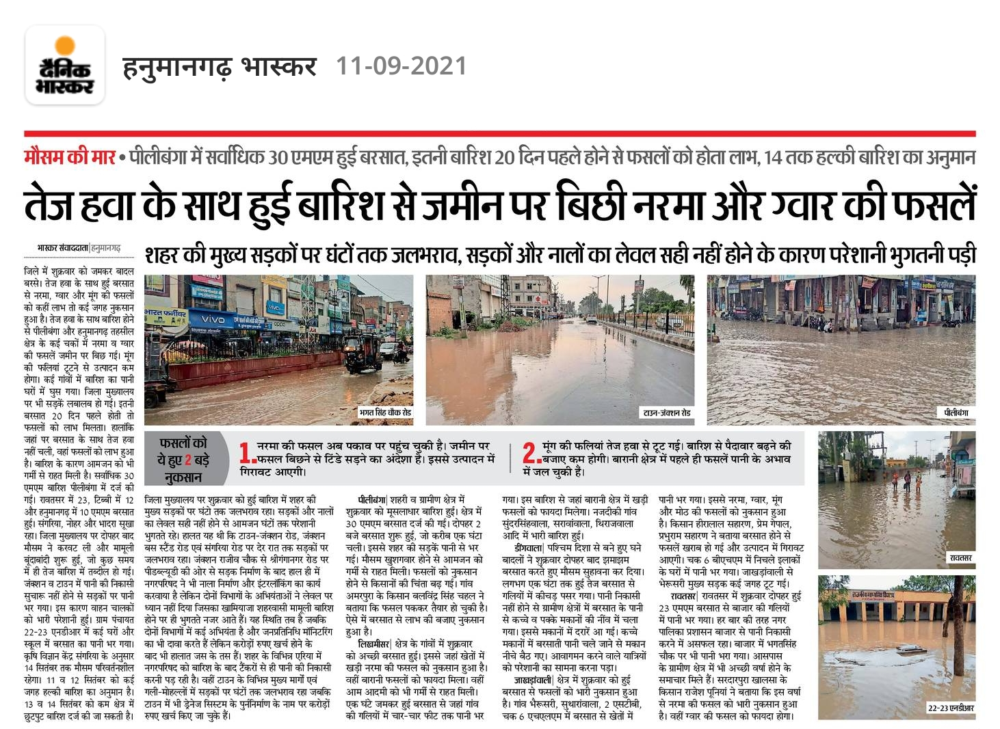 दैनिक
भास्कर
हनुमानगढ़ भास्कर 11-09-2021
मौसम की मार • पीलीबंगा में सर्वाधिक 30 एमएम हुई बरसात, इतनी बारिश 20 दिन पहले होने से फसलों को होता लाभ, 14 तक हल्की बारिश का अनुमान
तेज हवा के साथ हुई बारिश से जमीन पर बिछी नरमा और ग्वार की फसलें
भास्कर संवाददाता|हनुमानगढ़
जिले में शुक्रवार को जमकर बादल
बरसे। तेज हवा के साथ हुई बरसात
से नरमा, ग्वार और मूंग की फसलों
को कहीं लाभ तो कई जगह नुकसान
हुआ है। तेज हवा के साथ बारिश होने
से पीलीबंगा और हनुमानगढ़ तहसील
क्षेत्र के कई चकों में नरमा व ग्वार
की फसलें जमीन पर बिछ गई। मूंग
की फलियां टूटने से उत्पादन कम
होगा। कई गांवों में बारिश का पानी
घरों में घुस गया। जिला मुख्यालय
पर भी सड़कें लबालब हो गई। इतनी
बरसात 20 दिन पहले होती तो
फसलों को लाभ मिलता। हालांकि
जहां पर बरसात के साथ तेज हवा
नहीं चली, वहां फसलों को लाभ हुआ
है। बारिश के कारण आमजन को भी
गर्मी से राहत मिली है। सर्वाधिक 30
एमएम बारिश पीलीबंगा में दर्ज की
गई। रावतसर में 23, टिब्बी में 12
और हनुमानगढ़ में 10 एमएम बरसात
हुई। संगरिया, नोहर और भादरा सूखा
रहा। जिला मुख्यालय पर दोपहर बाद
मौसम ने करवट ली और मामूली
बूंदाबांदी शुरू हुई, जो कुछ समय
में ही तेज बारिश में तब्दील हो गई।
जंक्शन व टाउन में पानी की निकासी
सुचारू नहीं होने से सड़कों पर पानी
भर गया। इस कारण वाहन चालकों
को भारी परेशानी हुई। ग्राम पंचायत
22-23 एनडीआर में कई घरों और
स्कूल में बरसात का पानी भर गया।
कृषि विज्ञान केंद्र संगरिया के अनुसार
14 सितंबर तक मौसम परिवर्तनशील
रहेगा। 11 व 12 सितंबर को कई
जगह हल्की बारिश का अनुमान है।
13 व 14 सितंबर को कम क्षेत्र में
छुटपुट बारिश दर्ज की जा सकती है।
शहर की मुख्य सड़कों पर घंटों तक जलभराव, सड़कों और नालों का लेवल सही नहीं होने के कारण परेशानी भुगतनी पड़ी
भारत फर्नीचर
vivo
vivo
oppo
भगत सिंह चौक रोड
टाउन-जंक्शन रोड
पीलीबंगा
फसलों को
ये हुए 2 बड़े
नुकसान
1. नरमा की फसल अब पकाव पर पहुंच चुकी है। जमीन पर
फसल बिछने से टिंडे सड़ने का अंदेशा है। इससे उत्पादन में
गिरावट आएगी।
2. मूंग की फलियां तेज हवा से टूट गई। बारिश से पैदावार बढ़ने की
बजाए कम होगी। बारानी क्षेत्र में पहले ही फसलें पानी के अभाव
में जल चुकी हैं।
जिला मुख्यालय पर शुक्रवार को हुई बारिश में शहर की
मुख्य सड़कों पर घंटो तक जलभराव रहा। सड़कों और नालों
का लेवल सही नहीं होने से आमजन घंटों तक परेशानी
भुगतते रहे। हालत यह थी कि टाउन-जंक्शन रोड, जंक्शन
बस स्टैंड रोड एवं संगरिया रोड पर देर रात तक सड़कों पर
जलभराव रहा। जंक्शन राजीव चौक से श्रीगंगानगर रोड पर
पीडब्ल्यूडी की ओर से सड़क निर्माण के बाद हाल ही में
नगरपरिषद ने भी नाला निर्माण और इंटरलॉकिंग का कार्य
करवाया है लेकिन दोनों विभागों के अभियंताओं ने लेवल पर
ध्यान नहीं दिया जिसका खामियाजा शहरवासी मामूली बारिश
होने पर ही भुगतते नजर आते हैं। यह स्थिति तब है जबकि
दोनों विभागों में कई अभियंता है और जनप्रतिनिधि मॉनिटरिंग
का भी दावा करते हैं लेकिन करोड़ों रुपए खर्च होने के
बाद भी हालात जस के तस हैं। शहर के विभिन्न एरिया में
नगरपरिषद को बारिश के बाद टैंकरों से ही पानी की निकासी
करनी पड़ रही है। वहीं टाउन के विभिन्न मुख्य मार्गों एवं
गली-मोहल्लों में सड़कों पर घंटों तक जलभराव रहा जबकि
टाउन में भी ड्रेनेज सिस्टम के पुर्ननिर्माण के नाम पर करोड़ों
रुपए खर्च किए जा चुके हैं।
पीलीबंगा| शहरी व ग्रामीण क्षेत्र में
शुक्रवार को मूसलाधार बारिश हुई। क्षेत्र में
30 एमएम बरसात दर्ज की गई। दोपहर 2
बजे बरसात शुरू हुई, जो करीब एक घंटा
चली। इससे शहर की सड़कें पानी से भर
गई। मौसम खुशगवार होने से आमजन को
गर्मी से राहत मिली। फसलों को नुकसान
होने से किसानों की चिंता बढ़ गई। गांव
अमरपुरा के किसान बलविंद्र सिंह चहल ने
बताया कि फसल पककर तैयार हो चुकी है।
ऐसे में बरसात से लाभ की बजाए नुकसान
हुआ है।
लिखमीसर| क्षेत्र के गांवों में शुक्रवार
को अच्छी बरसात हुई। इससे जहां खेतों में
खड़ी नरमा की फसल को नुकसान हुआ है।
वहीं बारानी फसलों को फायदा मिला। वहीं
आम आदमी को भी गर्मी से राहत मिली।
एक घंटे जमकर हुई बरसात से जहां गांव
की गलियों में चार-चार फीट तक पानी भर
गया। इस बारिश से जहां बारानी क्षेत्र में खड़ी
फसलों को फायदा मिलेगा। नजदीकी गांव
सुंदरसिंहवाला, सरावांवाला, थिराजवाला
आदि में भारी बारिश हुई।
डींगवाला| पश्चिम दिशा से बने हुए घने
बादलों ने शुक्रवार दोपहर बाद झमाझम
बरसात करते हुए मौसम सुहावना कर दिया।
लगभग एक घंटा तक हुई तेज बरसात से
गलियों में कीचड़ पसर गया। पानी निकासी
नहीं होने से ग्रामीण क्षेत्रों में बरसात के पानी
से कच्चे व पक्के मकानों की नींव में चला
गया। इससे मकानों में दरारें आ गई। कच्चे
मकानों में बरसाती पानी चले जाने से मकान
नीचे बैठ गए। आवागमन करने वाले यात्रियों
को परेशानी का सामना करना पड़ा।
जाखड़ांवाली| क्षेत्र में शुक्रवार को हुई
बारिश से फसलों को भारी नुकसान हुआ
है। गांव भैरूसरी, सुथारांवाला, 2 एसटीबी,
चक 6 एचएलएम में बरसात से खेतों में
पानी भर गया। इससे नरमा, ग्वार, मूंग
और मोठ की फसलों को नुकसान हुआ
है। किसान हीरालाल सहारण, प्रेम गेपाल,
प्रभुराम सहारण ने बताया बरसात होने से
फसलें खराब हो गई और उत्पादन में गिरावट
आएगी। चक 6 बीएचएम में निचले इलाकों
के घरों में पानी भर गया। जाखड़ांवाली से
भेरूसरी मुख्य सड़क कई जगह टूट गई।
रावतसर| रावतसर में शुक्रवार दोपहर हुई
23 एमएम बरसात से बाजार की गलियों
में पानी भर गया। हर बार की तरह नगर
पालिका प्रशासन बाजार से पानी निकासी
करने में असफल रहा। बाजार में भगतसिंह
चौक पर भी पानी भरा गया। आसपास
के ग्रामीण क्षेत्र में भी अच्छी वर्षा होने के
समाचार मिले हैं। सरदारपुरा खालसा के
किसान राजेश पूनियां ने बताया कि इस वर्षा
से नरमा की फसल को भारी नुकसान हुआ
है। वहीं ग्वार की फसल को फायदा होगा।
रावतसर
राजकीय माध्यमिक विद्यालय
22-23 एनडीआर